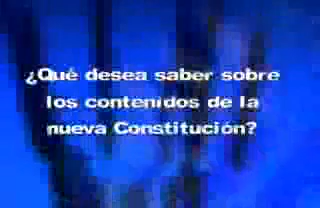 ¿Qué desea saber sobre
los contenidos de la
nueva Constitución?